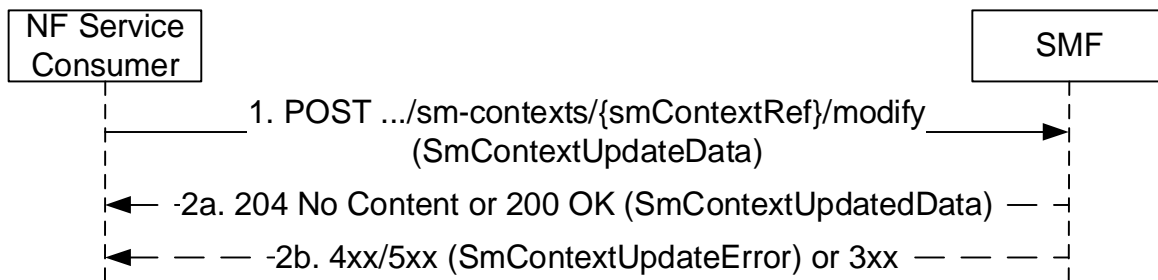 NF Service
Consumer
SMF
1. POST .../sm-contexts/{smContextRef}/modify
(SmContextUpdateData)
2a. 204 No Content or 200 OK (SmContextUpdatedData)
2b. 4xx/5xx (SmContextUpdateError) or 3xx